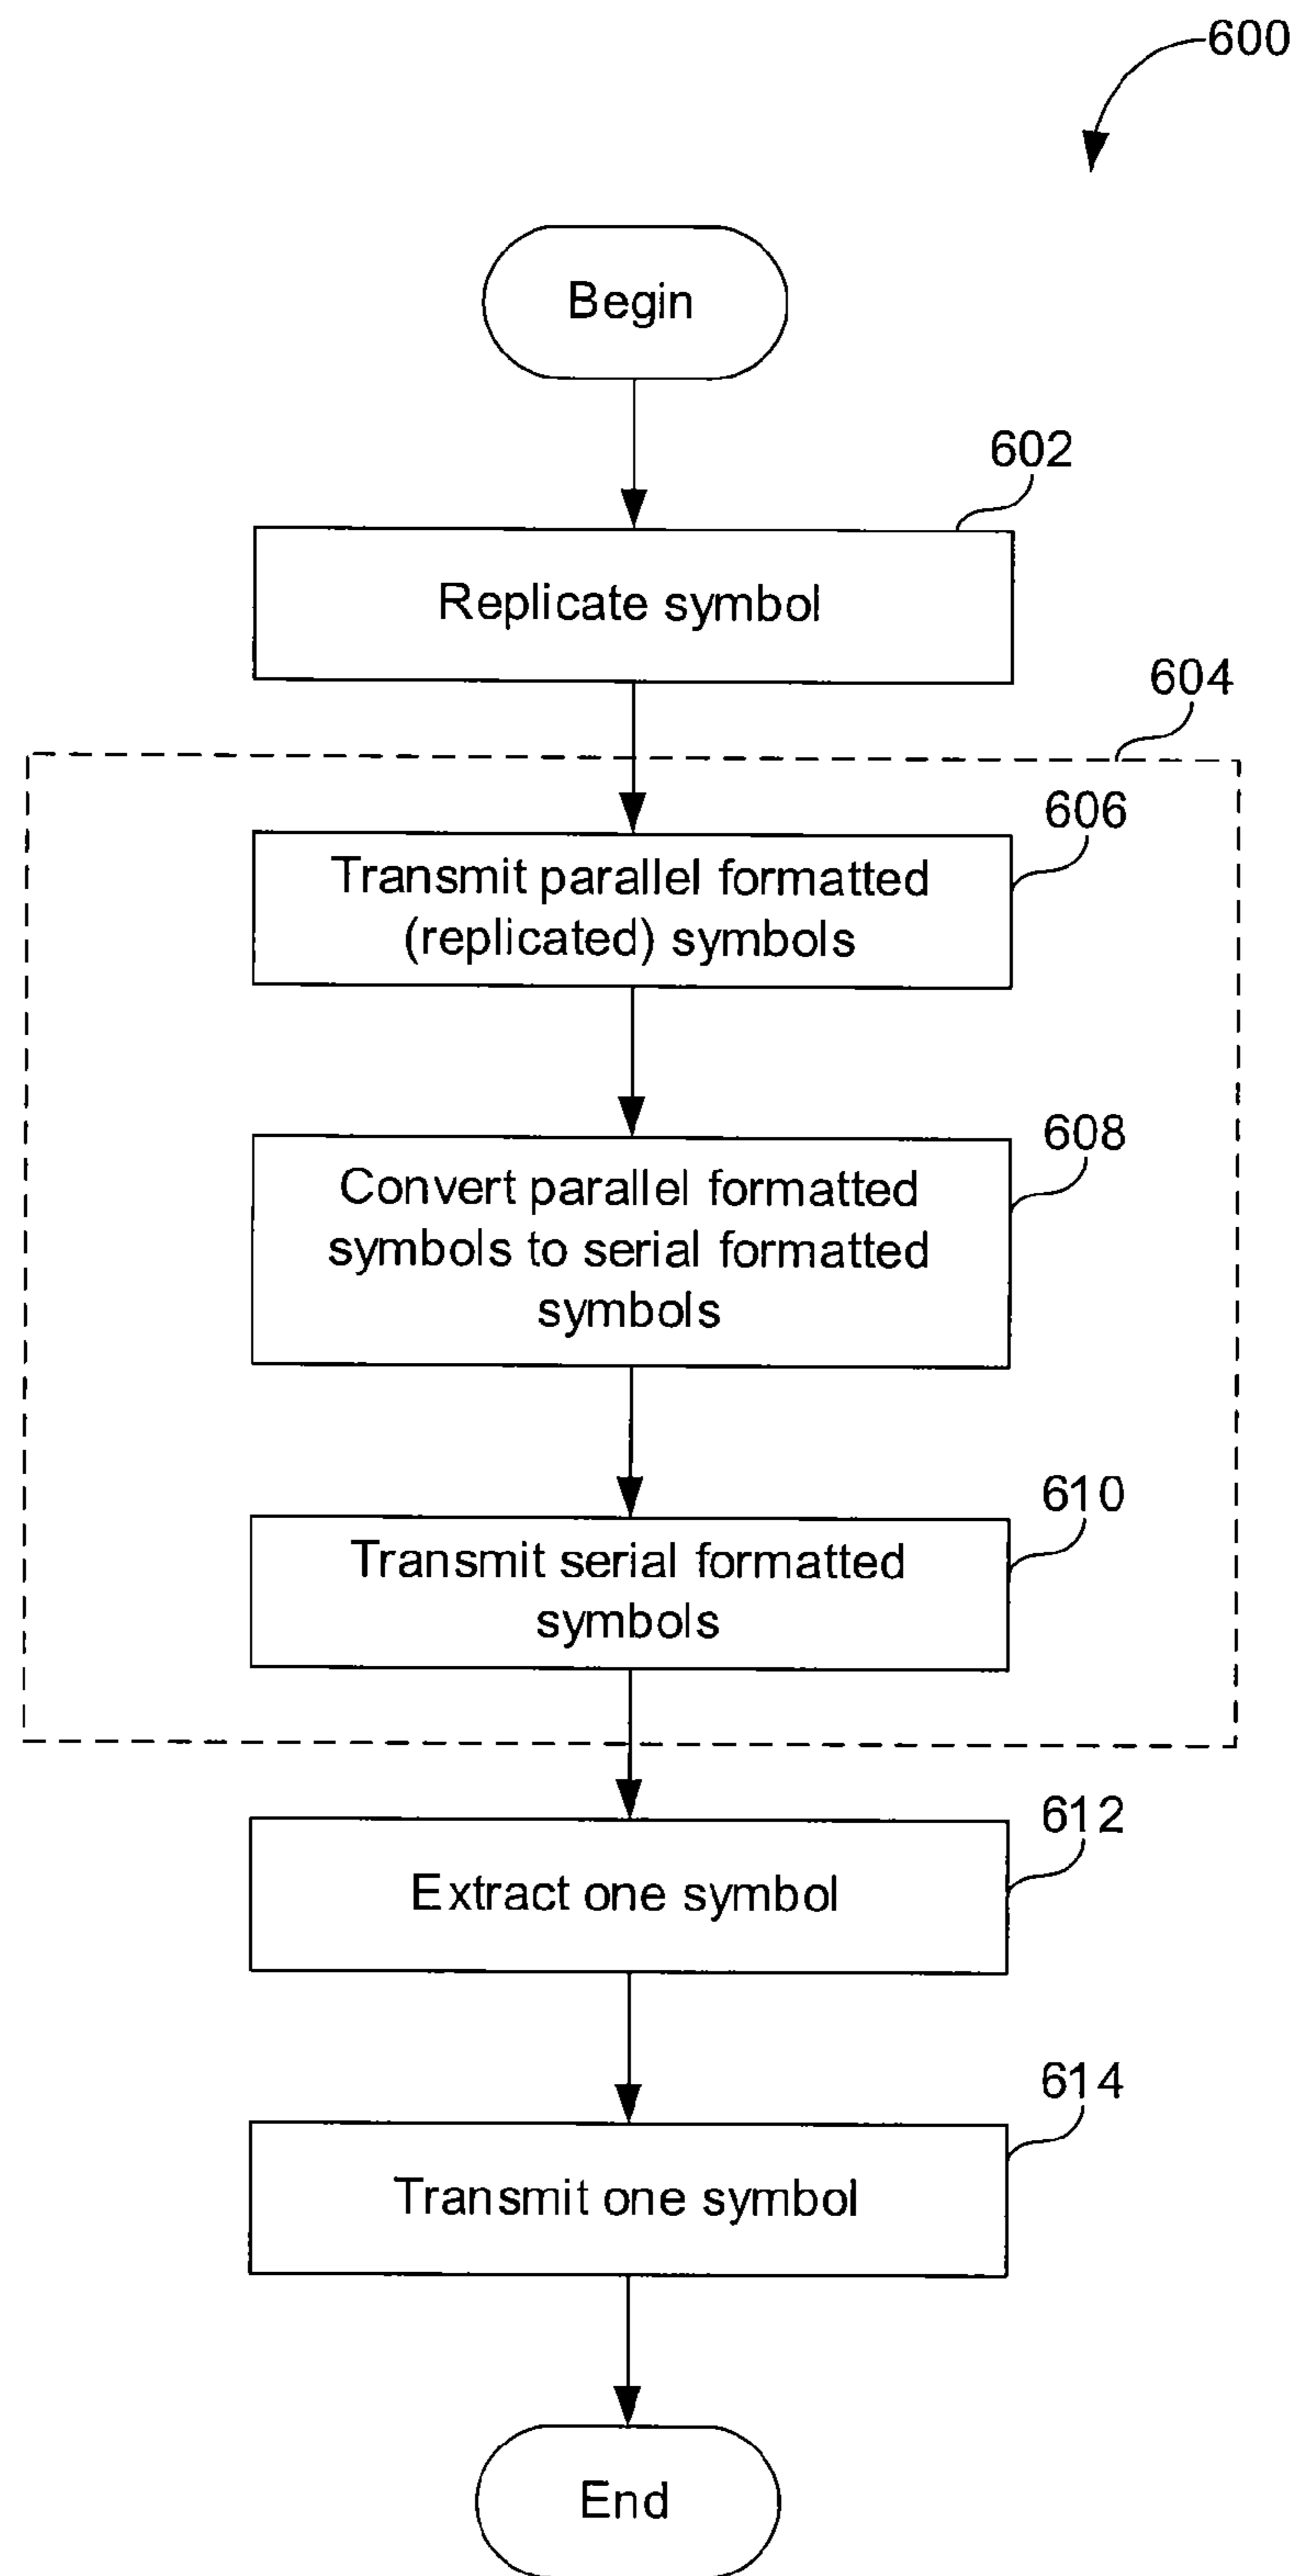 600
Begin
602
Replicate symbol
604
606
Transmit parallel formatted
(replicated) symbols
608
Convert parallel formatted
symbols to serial formatted
symbols
610
Transmit serial formatted
symbols
612
Extract one symbol
614
Transmit one symbol
End